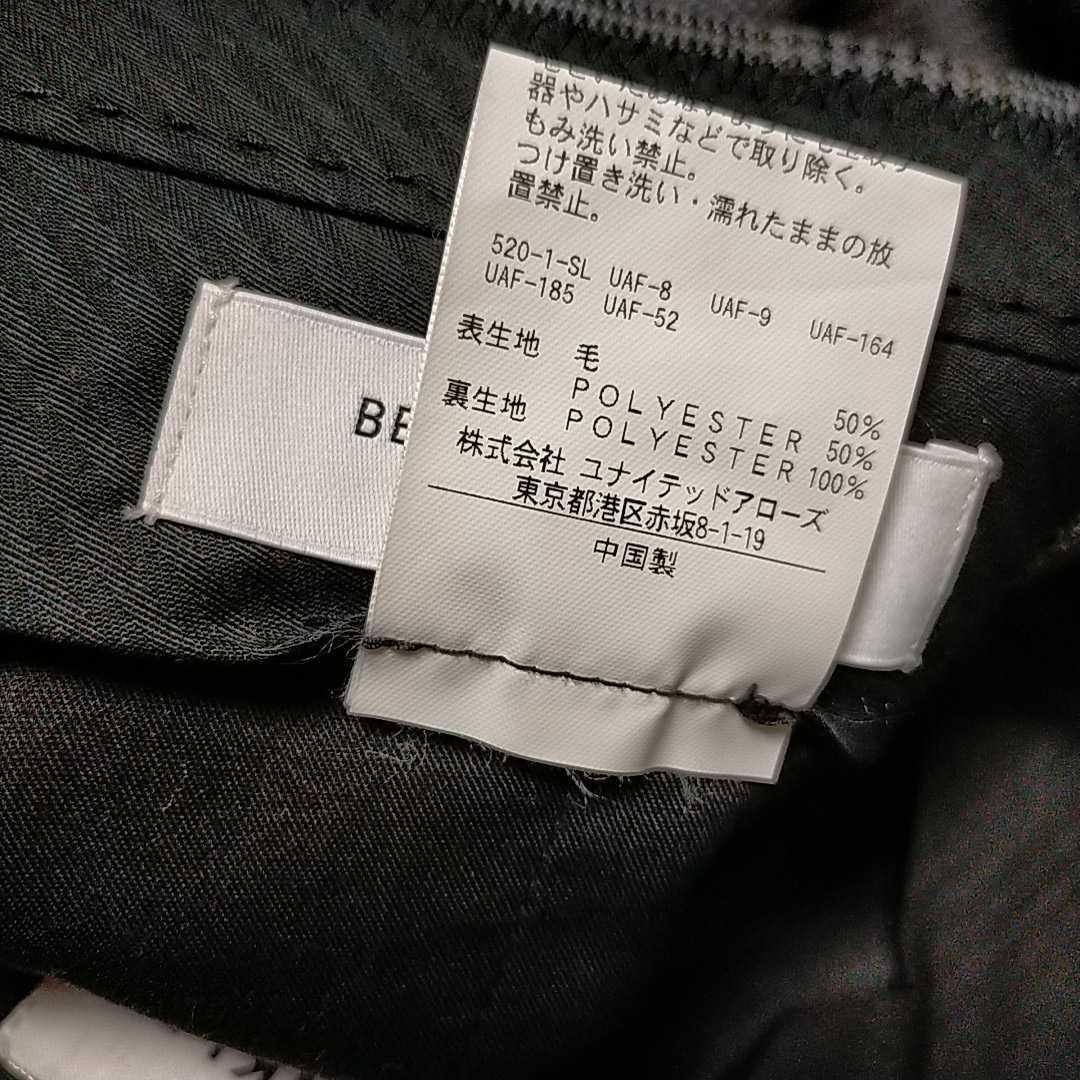 器やハサミなどで取り除く。
もみ洗い禁止。
つけ置き洗い・濡れたままの放
置禁止。
520-1-SL UAF-8 UAF-9 UAF-164
UAF-185 UAF-52
表生地 毛 50%
POLYESTER 50%
裏生地 POLYESTER 100%
株式会社 ユナイテッドアローズ
東京都港区赤坂8-1-19
中国製
BE